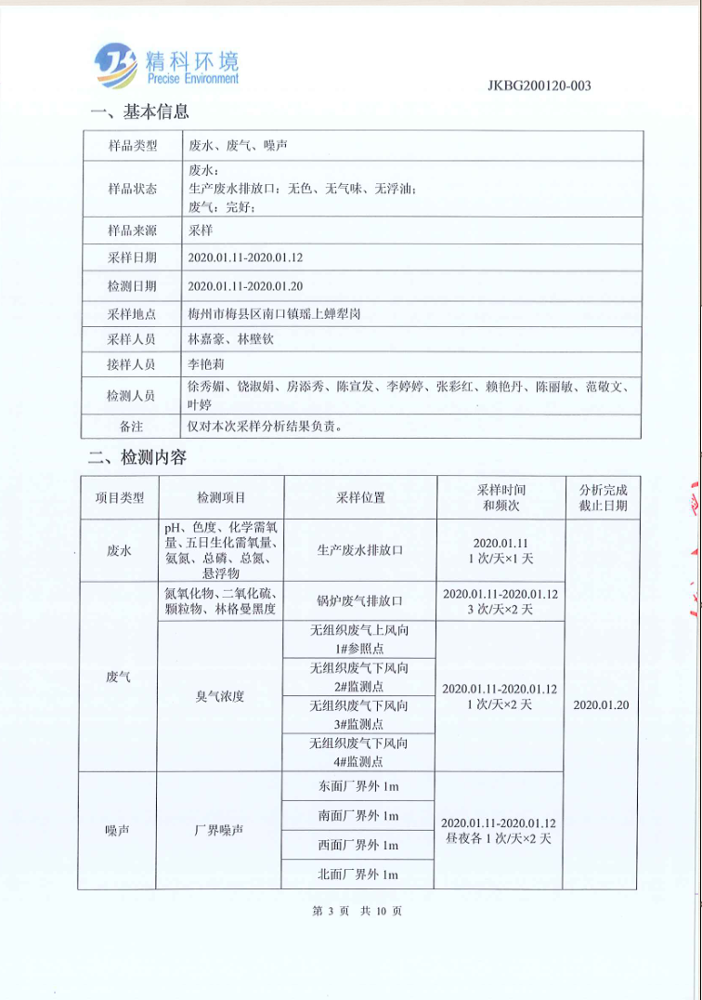 精科环境
Precise Environment
JKBG200120-003
一、基本信息
样品类型
废水、废气、噪声
样品状态
废水：
生产废水排放口：无色、无气味、无浮油；
废气：完好；
样品来源
采样
采样日期
2020.01.11-2020.01.12
检测日期
2020.01.11-2020.01.20
采样地点
梅州市梅县区南口镇瑶上蝉犁岗
采样人员
林嘉豪、林壁钦
接样人员
李艳莉
检测人员
徐秀媚、饶淑娟、房添秀、陈宣发、李婷婷、张彩红、赖艳丹、陈丽敏、范敬文、
叶婷
备注
仅对本次采样分析结果负责。
二、检测内容
项目类型
检测项目
采样位置
采样时间
和频次
分析完成
截止日期
废水
pH、色度、化学需氧
量、五日生化需氧量、
氨氮、总磷、总氮、
悬浮物
生产废水排放口
2020.01.11
1 次/天×1 天
废气
氮氧化物、二氧化硫、
颗粒物、林格曼黑度
锅炉废气排放口
2020.01.11-2020.01.12
3 次/天×2 天
臭气浓度
无组织废气上风向
1#参照点
无组织废气下风向
2#监测点
无组织废气下风向
3#监测点
无组织废气下风向
4#监测点
2020.01.11-2020.01.12
1 次/天×2 天
2020.01.20
噪声
厂界噪声
东面厂界外 1m
南面厂界外 1m
西面厂界外 1m
北面厂界外 1m
2020.01.11-2020.01.12
昼夜各 1 次/天×2 天
第 3 页 共 10 页